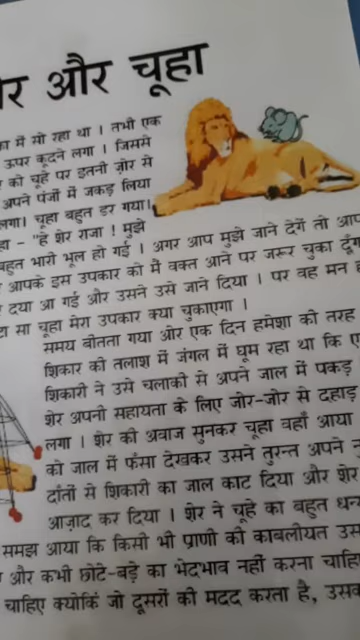 और चूहा
में सो रहा था । तभी एक
ऊपर कूदने लगा । जिससे
को चूहे पर इतनी ज़ोर से
अपने पंजों में जकड़ लिया
लगा। चूहा बहुत डर गया।
- "हे शेर राजा ! मुझे
बहुत भारी भूल हो गई । अगर आप मुझे जाने देगें तो
आपके इस उपकार को मैं वक्त आने पर जरूर चुका
दया आ गई और उसने उसे जाने दिया । पर वह मन
सा चूहा मेरा उपकार क्या चुकाएगा ।
समय बीतता गया और एक दिन हमेशा की तरह
शिकार की तलाश में जंगल में घूम रहा था कि
शिकारी ने उसे चलाकी से अपने जाल में पकड़
शेर अपनी सहायता के लिए जोर-जोर से दहाड़
लगा । शेर की अवाज सुनकर चूहा वहाँ आया
को जाल में फँसा देखकर उसने तुरन्त अपने
दाँतों से शिकारी का जाल काट दिया और शेर
आज़ाद कर दिया । शेर ने चूहे का बहुत
समझ आया कि किसी भी प्राणी की काबलीयत
और कभी छोटे-बड़े का भेदभाव नहीं करना
चाहिए क्योंकि जो दूसरों की मदद करता है,